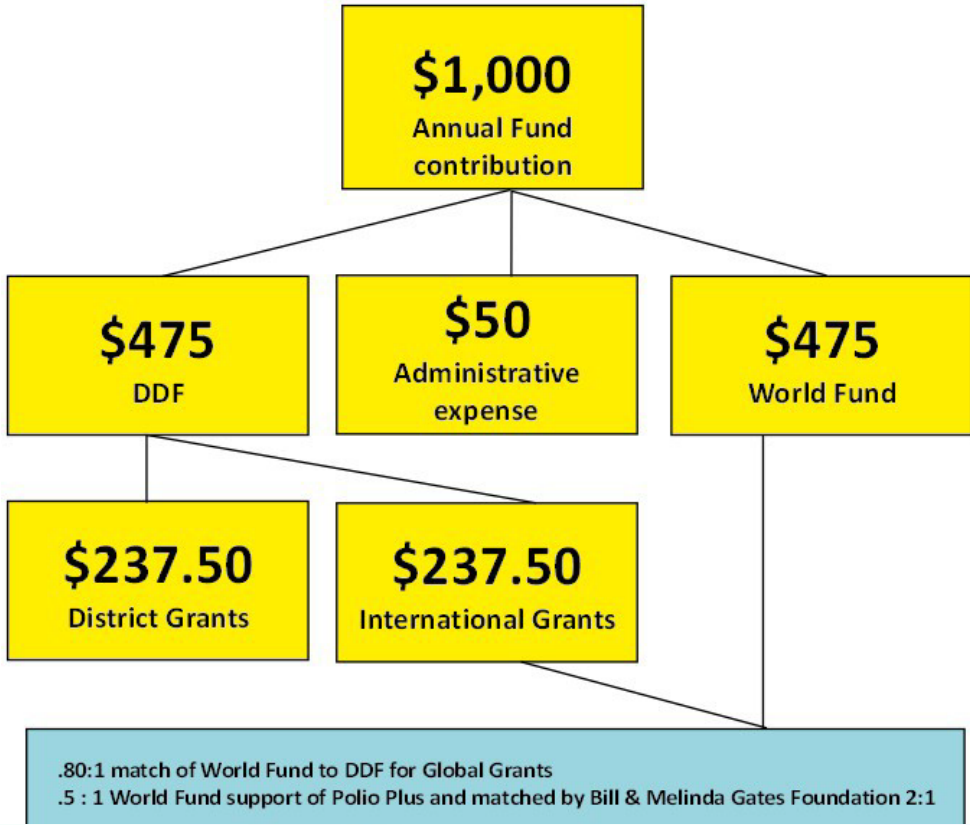 $1,000
Annual Fund
contribution
$475
DDF
$50
Administrative
expense
$475
World Fund
$237.50
District Grants
$237.50
International Grants
.80:1 match of World Fund to DDF for Global Grants
.5 : 1 World Fund support of Polio Plus and matched by Bill & Melinda Gates Foundation 2:1